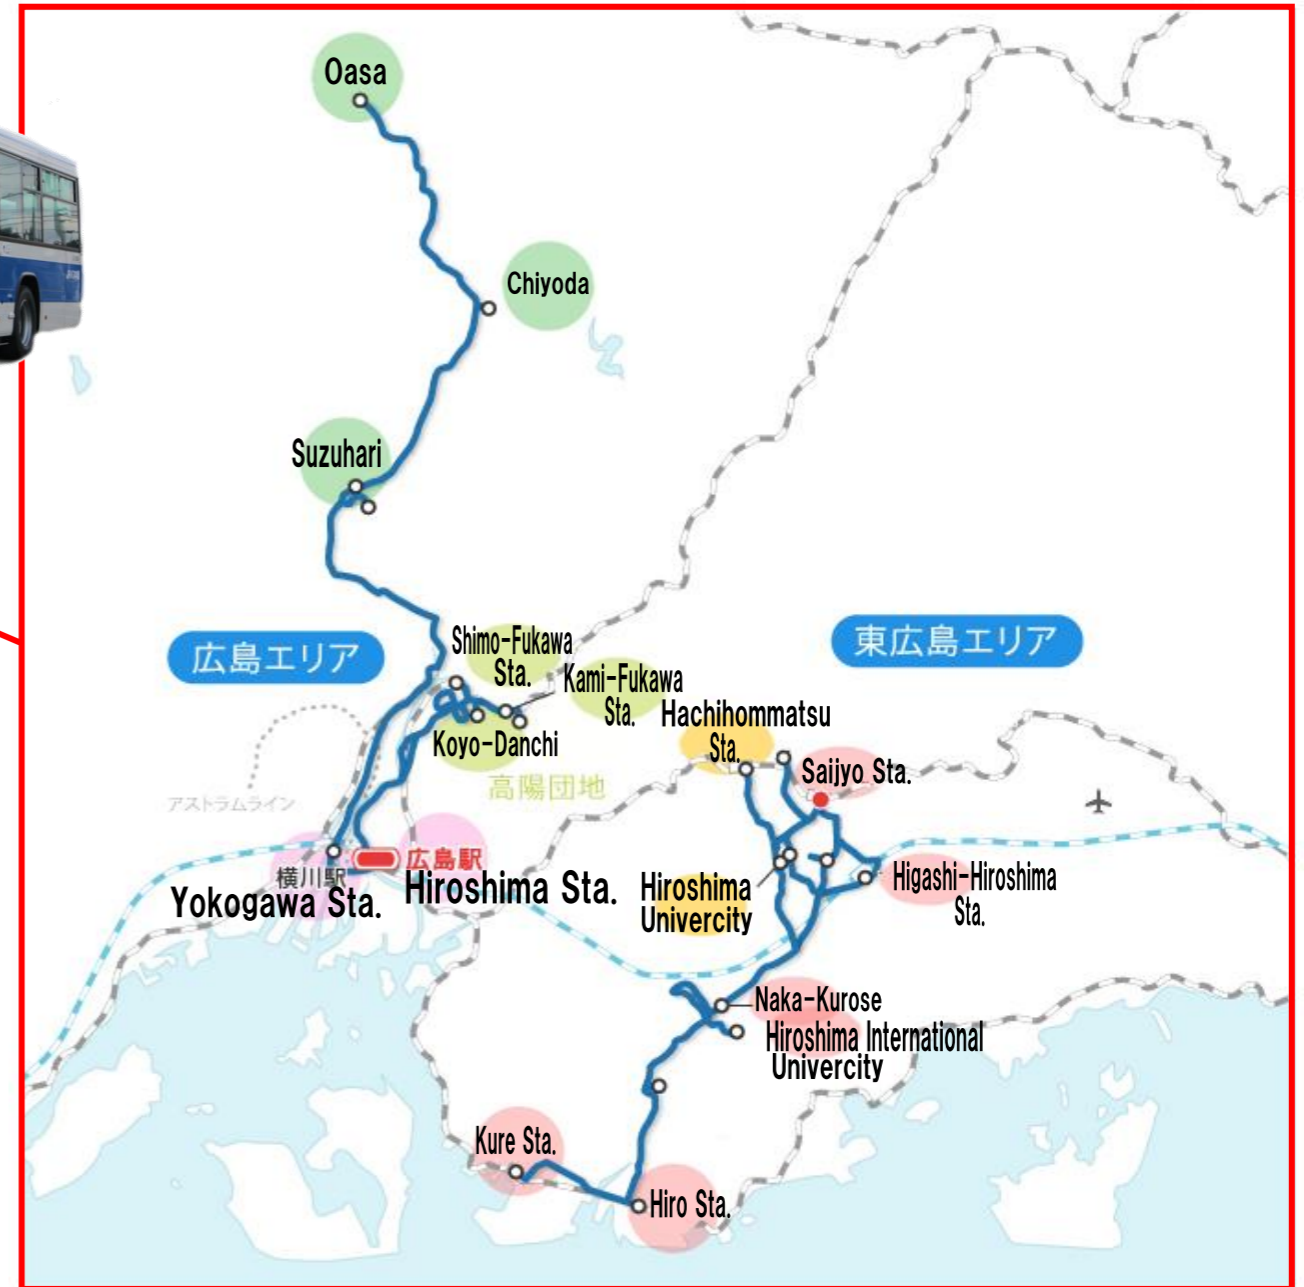 Oasa
Chiyoda
Suzuhari
広島エリア
東広島エリア
Shimo-Fukawa
Sta.
Kami-Fukawa
Sta.
Hachihommatsu
Sta.
Koyo-Danchi
高陽団地
Saijyo Sta.
アストラムライン
横川駅
Yokogawa Sta.
広島駅
Hiroshima Sta.
Hiroshima
Univercity
Higashi-Hiroshima
Sta.
Naka-Kurose
Hiroshima International
Univercity
Kure Sta.
Hiro Sta.